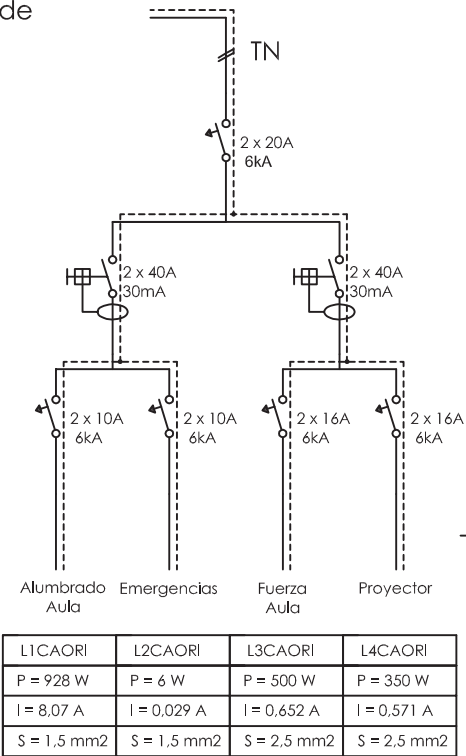 de
TN
2 x 20A
6kA
2 x 40A
30mA
2 x 40A
30mA
2 x 10A
6kA
2 x 10A
6kA
2 x 16A
6kA
2 x 16A
6kA
Alumbrado
Aula
Emergencias
Fuerza
Aula
Proyector
L1CAORI L2CAORI L3CAORI L4CAORI
P = 928 W P = 6 W P = 500 W P = 350 W
I = 8,07 A I = 0,029 A I = 0,652 A I = 0,571 A
S = 1,5 mm2 S = 1,5 mm2 S = 2,5 mm2 S = 2,5 mm2